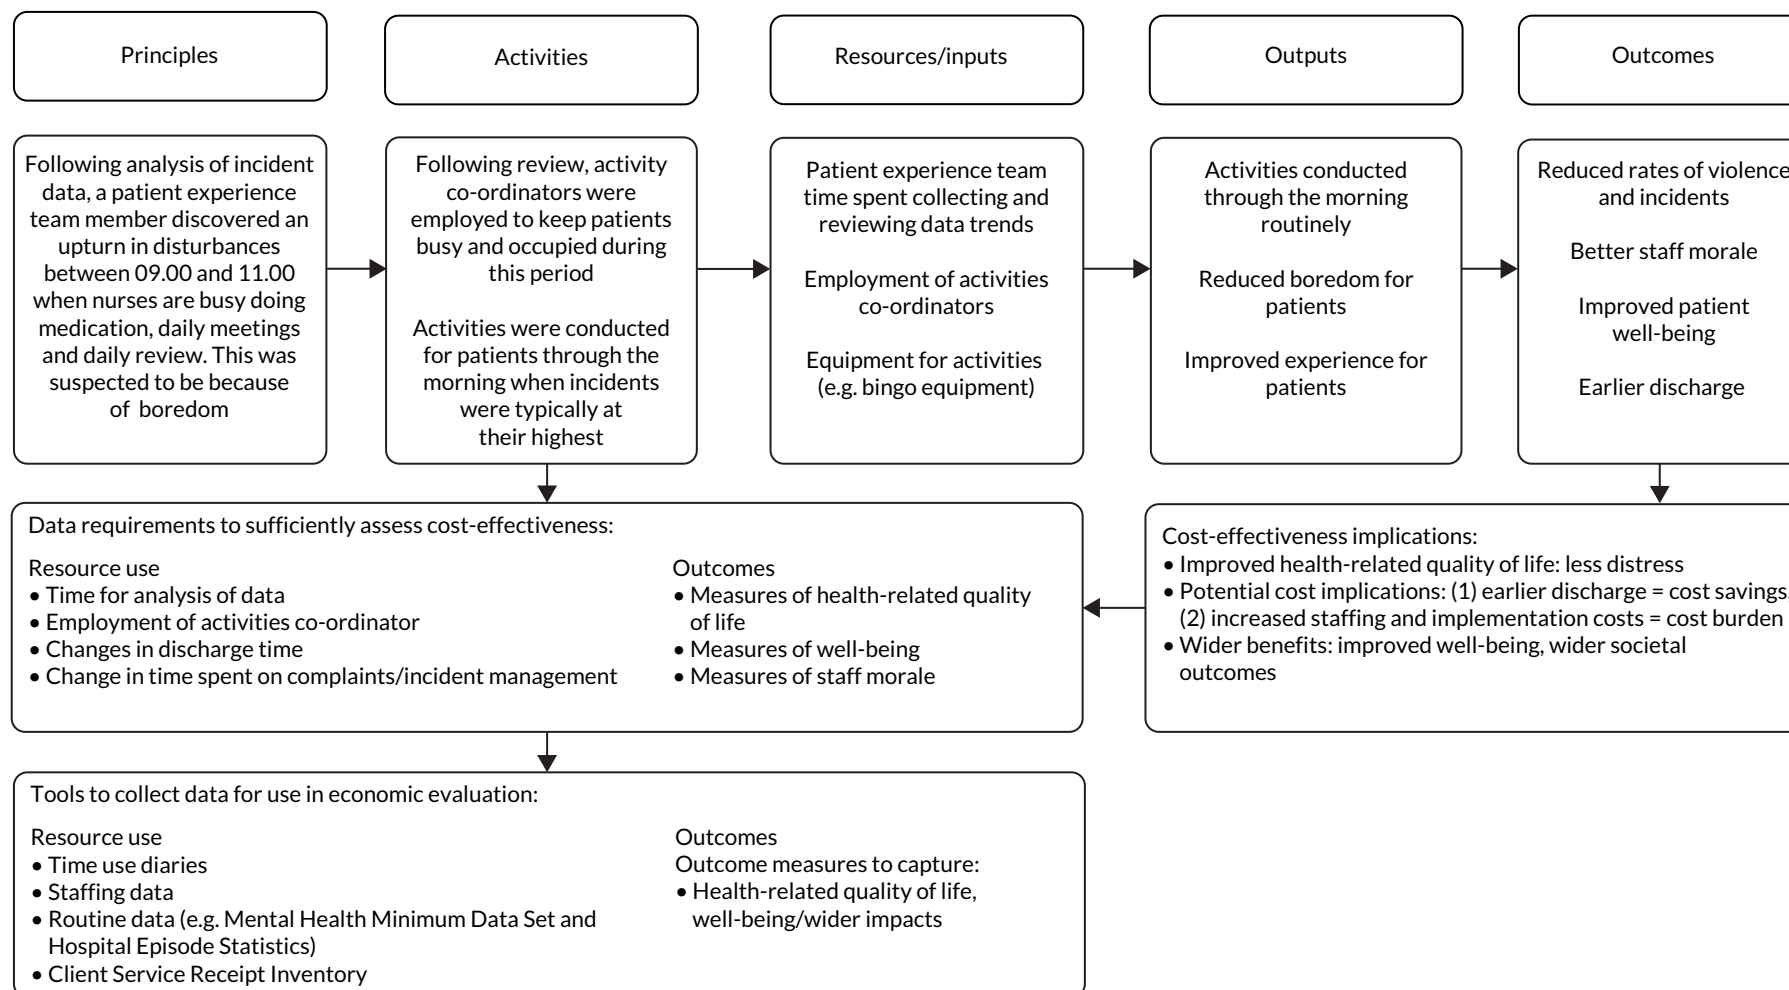 Principles
Activities
Resources/inputs
Outputs
Outcomes
Following analysis of incident
data, a patient experience
team member discovered an
upturn in disturbances
between 09.00 and 11.00
when nurses are busy doing
medication, daily meetings
and daily review. This was
suspected to be because
of boredom
Following review, activity
co-ordinators were
employed to keep patients
busy and occupied during
this period
Activities were conducted
for patients through the
morning when incidents
were typically at
their highest
Patient experience team
time spent collecting and
reviewing data trends
Employment of activities
co-ordinators
Equipment for activities
(e.g. bingo equipment)
Activities conducted
through the morning
routinely
Reduced boredom for
patients
Improved experience for
patients
Reduced rates of violence
and incidents
Better staff morale
Improved patient
well-being
Earlier discharge
Data requirements to sufficiently assess cost-effectiveness:
Resource use
• Time for analysis of data
• Employment of activities co-ordinator
• Changes in discharge time
• Change in time spent on complaints/incident management
Outcomes
• Measures of health-related quality
of life
• Measures of well-being
• Measures of staff morale
Cost-effectiveness implications:
• Improved health-related quality of life: less distress
• Potential cost implications: (1) earlier discharge = cost savings,
(2) increased staffing and implementation costs = cost burden
• Wider benefits: improved well-being, wider societal
outcomes
Tools to collect data for use in economic evaluation:
Resource use
• Time use diaries
• Staffing data
• Routine data (e.g. Mental Health Minimum Data Set and
Hospital Episode Statistics)
• Client Service Receipt Inventory
Outcomes
Outcome measures to capture:
• Health-related quality of life,
well-being/wider impacts